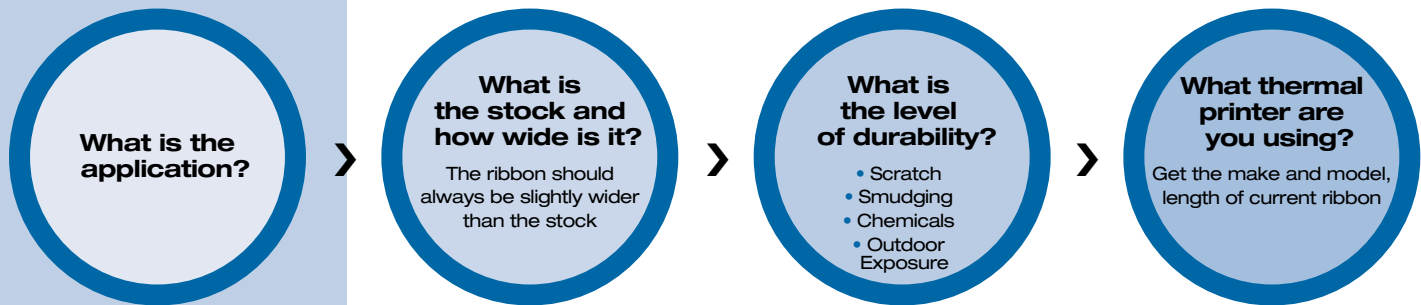 What is the
application?
What is
the stock and
how wide is it?
The ribbon should
always be slightly wider
than the stock
What is
the level
of durability?
• Scratch
• Smudging
• Chemicals
• Outdoor
Exposure
What thermal
printer are
you using?
Get the make and model,
length of current ribbon